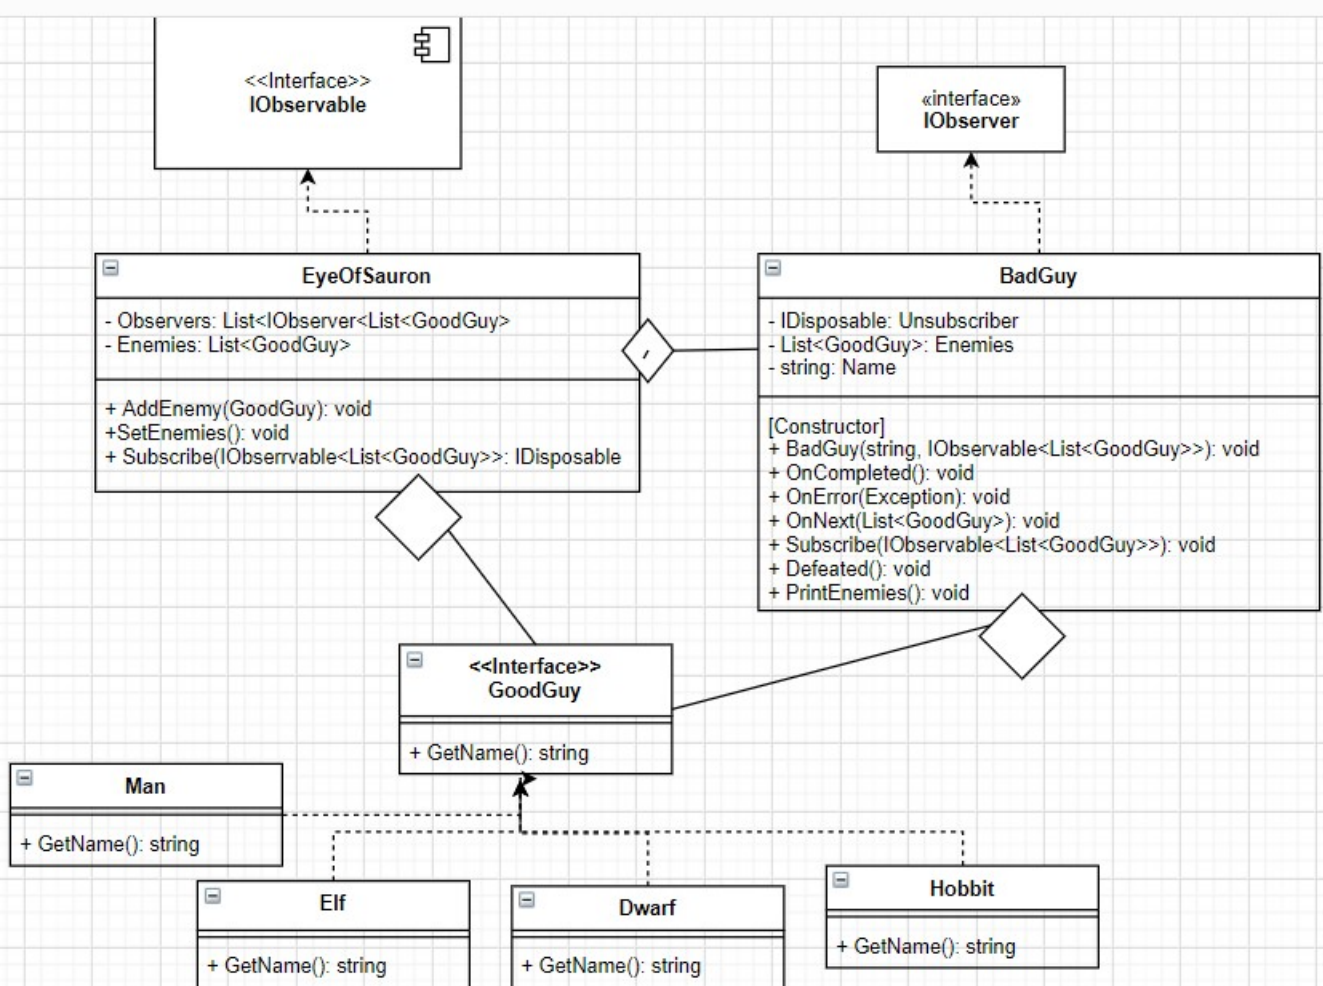 <<Interface>>
IObservable
«interface»
IObserver
EyeOfSauron
- Observers: List<IObserver<List<GoodGuy>
- Enemies: List<GoodGuy>
+ AddEnemy(GoodGuy): void
+SetEnemies(): void
+ Subscribe(IObserrvable<List<GoodGuy>>: IDisposable
BadGuy
- IDisposable: Unsubscriber
- List<GoodGuy>: Enemies
- string: Name
[Constructor]
+ BadGuy(string, IObservable<List<GoodGuy>>): void
+ OnCompleted(): void
+ OnError(Exception): void
+ OnNext(List<GoodGuy>): void
+ Subscribe(IObservable<List<GoodGuy>>): void
+ Defeated(): void
+ PrintEnemies(): void
<<Interface>>
GoodGuy
+ GetName(): string
Man
+ GetName(): string
Elf
+ GetName(): string
Dwarf
+ GetName(): string
Hobbit
+ GetName(): string